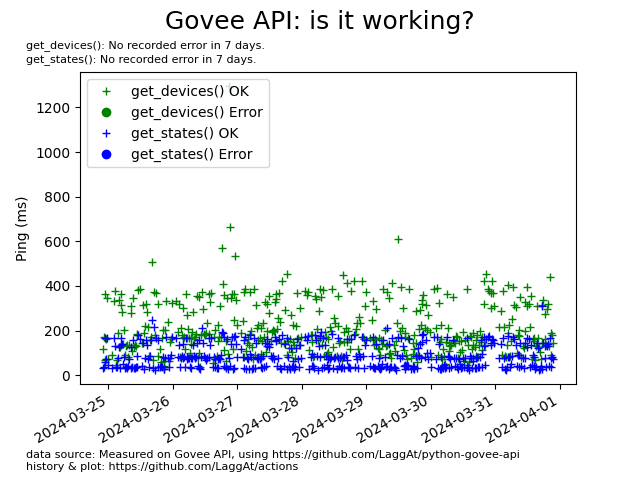 Govee API: is it working?
get_devices(): No recorded error in 7 days.
get_states(): No recorded error in 7 days.
get_devices() OK
get_devices() Error
get_states() OK
get_states() Error
Ping (ms)
1200
1000
800
600
400
200
0
2024-03-25
2024-03-26
2024-03-27
2024-03-28
2024-03-29
2024-03-30
2024-03-31
2024-04-01
data source: Measured on Govee API, using https://github.com/LaggAt/python-govee-api
history & plot: https://github.com/LaggAt/actions